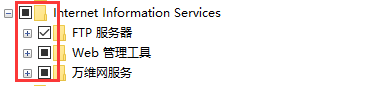 Internet Information Services
FTP 服务器
Web 管理工具
万维网服务